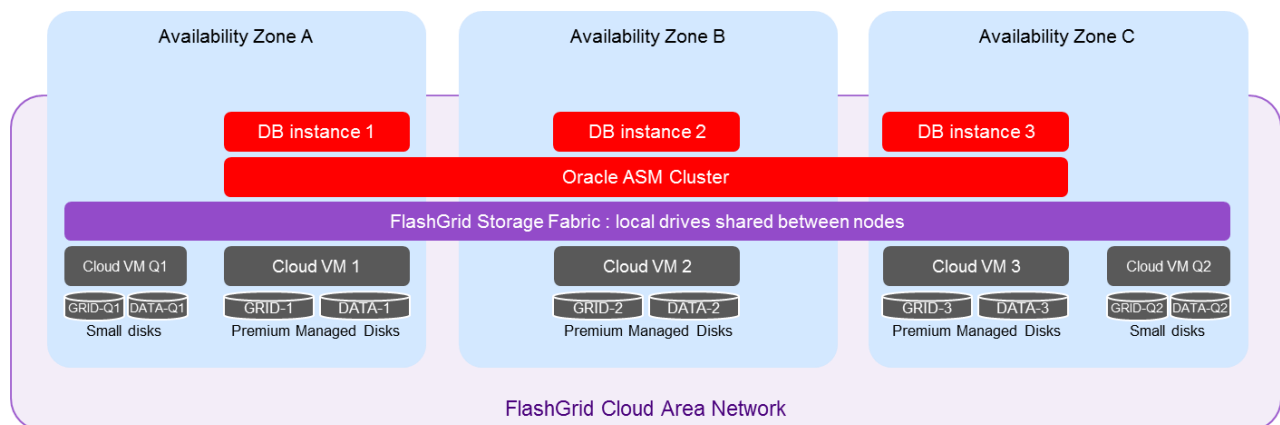 Availability Zone A
Availability Zone B
Availability Zone C
DB instance 1
DB instance 2
DB instance 3
Oracle ASM Cluster
FlashGrid Storage Fabric : local drives shared between nodes
Cloud VM Q1
Cloud VM 1
Cloud VM 2
Cloud VM 3
Cloud VM Q2
GRID-Q1
DATA-Q1
GRID-1
DATA-1
GRID-2
DATA-2
GRID-3
DATA-3
GRID-Q2
DATA-Q2
Small disks
Premium Managed Disks
Premium Managed Disks
Premium Managed Disks
Small disks
FlashGrid Cloud Area Network